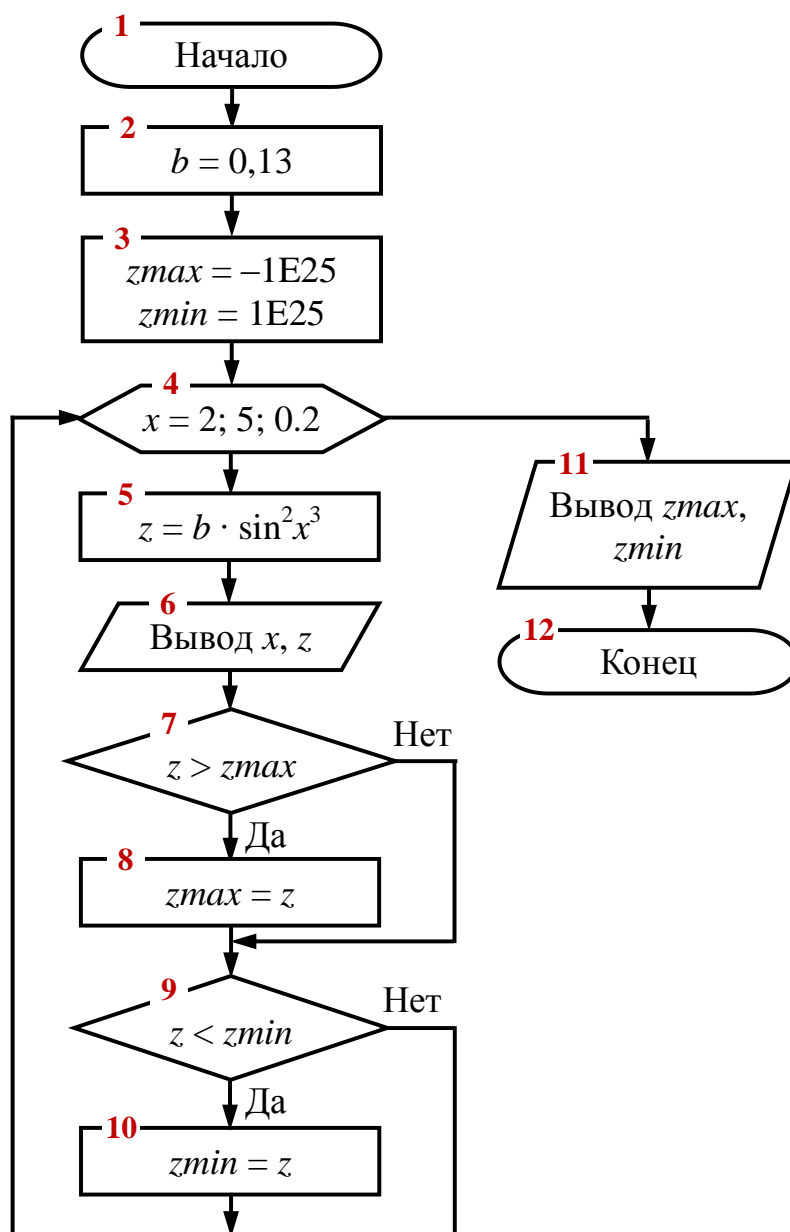 1
Начало
2
b = 0,13
3
zmax = –1E25
zmin = 1E25
4
x = 2; 5; 0.2
5
z = b · sin²x³
6
Вывод x, z
7
z > zmax
Нет
Да
8
zmax = z
9
z < zmin
Нет
Да
10
zmin = z
11
Вывод zmax,
zmin
12
Конец